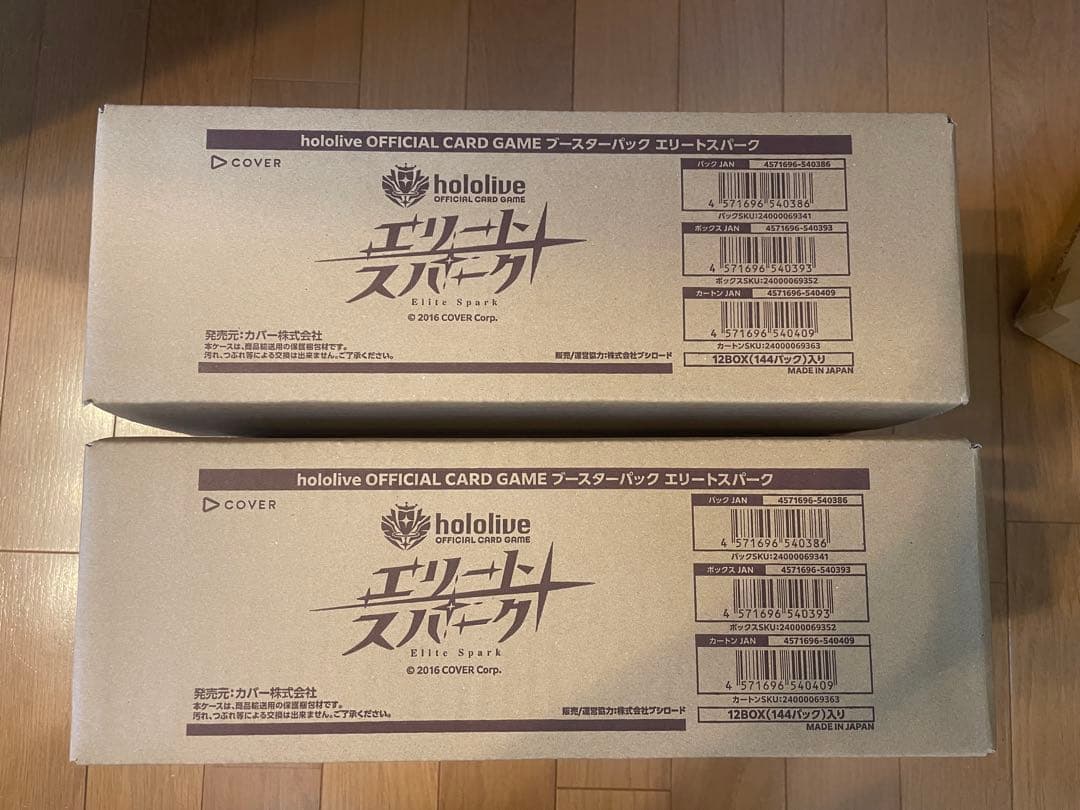 hololive OFFICIAL CARD GAME ブースターパック エリートスパーク
COVER
hololive
OFFICIAL CARD GAME
エリート
スパーク
Elite Spark
© 2016 COVER Corp.
発売元:カバー株式会社
本ケースは、商品輸送用の保護梱包材です。
汚れ、つぶれ等による交換は出来ません。ご了承ください。
販売/運営協力:株式会社ブシロード
パック JAN 4571696-540386
4 571696 540386
パックSKU:24000069341
ボックス JAN 4571696-540393
4 571696 540393
ボックスSKU:24000069352
カートン JAN 4571696-540409
4 571696 540409
カートンSKU:24000069363
12BOX(144パック)入り
MADE IN JAPAN
hololive OFFICIAL CARD GAME ブースターパック エリートスパーク
COVER
hololive
OFFICIAL CARD GAME
エリート
スパーク
Elite Spark
© 2016 COVER Corp.
発売元:カバー株式会社
本ケースは、商品輸送用の保護梱包材です。
汚れ、つぶれ等による交換は出来ません。ご了承ください。
販売/運営協力:株式会社ブシロード
パック JAN 4571696-540386
4 571696 540386
パックSKU:24000069341
ボックス JAN 4571696-540393
4 571696 540393
ボックスSKU:24000069352
カートン JAN 4571696-540409
4 571696 540409
カートンSKU:24000069363
12BOX(144パック)入り
MADE IN JAPAN